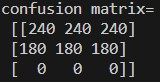 confusion matrix=
[[240 240 240]
[180 180 180]
[  0   0   0]]